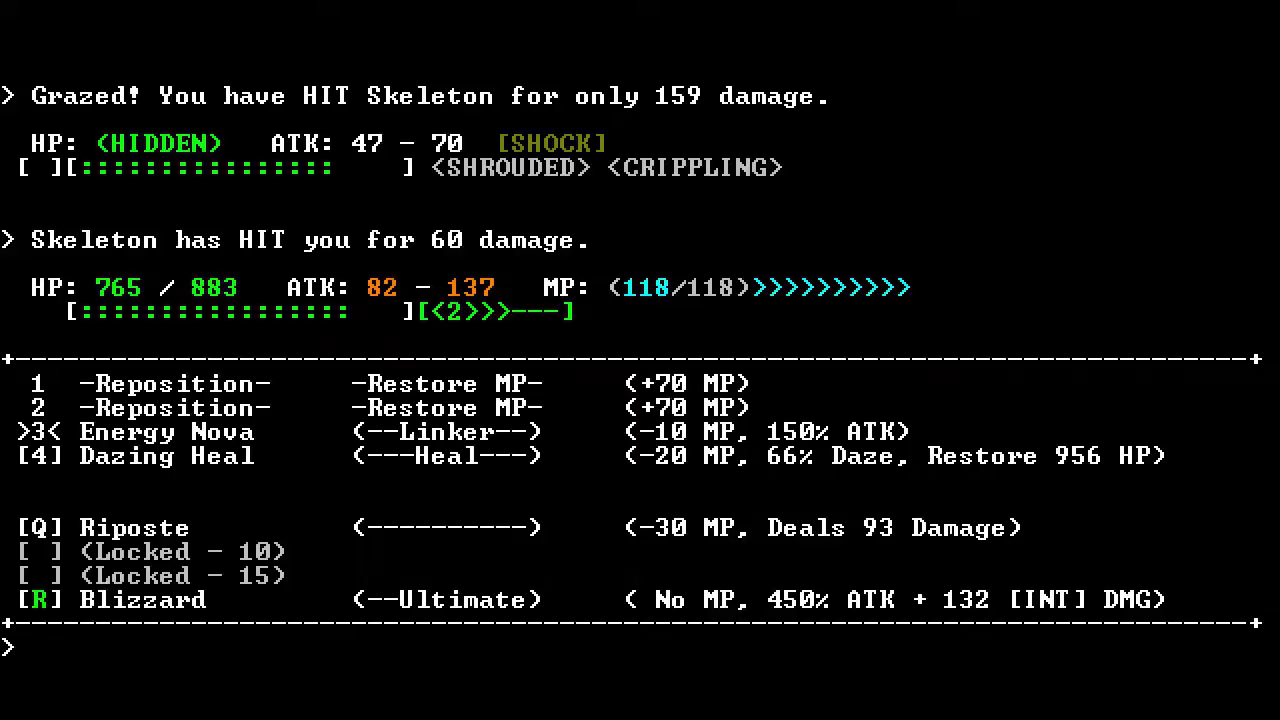 > Grazed! You have HIT Skeleton for only 159 damage.
HP: (HIDDEN) ATK: 47 - 70 [SHOCK]
[ ][:::::::::::::::: ] <SHROUDED> <CRIPPLING>
> Skeleton has HIT you for 60 damage.
HP: 765 / 883 ATK: 82 - 137 MP: (118/118)>>>>>>>>>>
[::::::::::::::::: ][<2>>>---]
+-----------------------------------------------------------------------------+
1 -Reposition- -Restore MP- (+70 MP)
2 -Reposition- -Restore MP- (+70 MP)
>3< Energy Nova (--Linker--) (-10 MP, 150% ATK)
[4] Dazing Heal (---Heal---) (-20 MP, 66% Daze, Restore 956 HP)
[Q] Riposte (----------) (-30 MP, Deals 93 Damage)
[ ] (Locked - 10)
[ ] (Locked - 15)
[R] Blizzard (--Ultimate) ( No MP, 450% ATK + 132 [INT] DMG)
+-----------------------------------------------------------------------------+
>